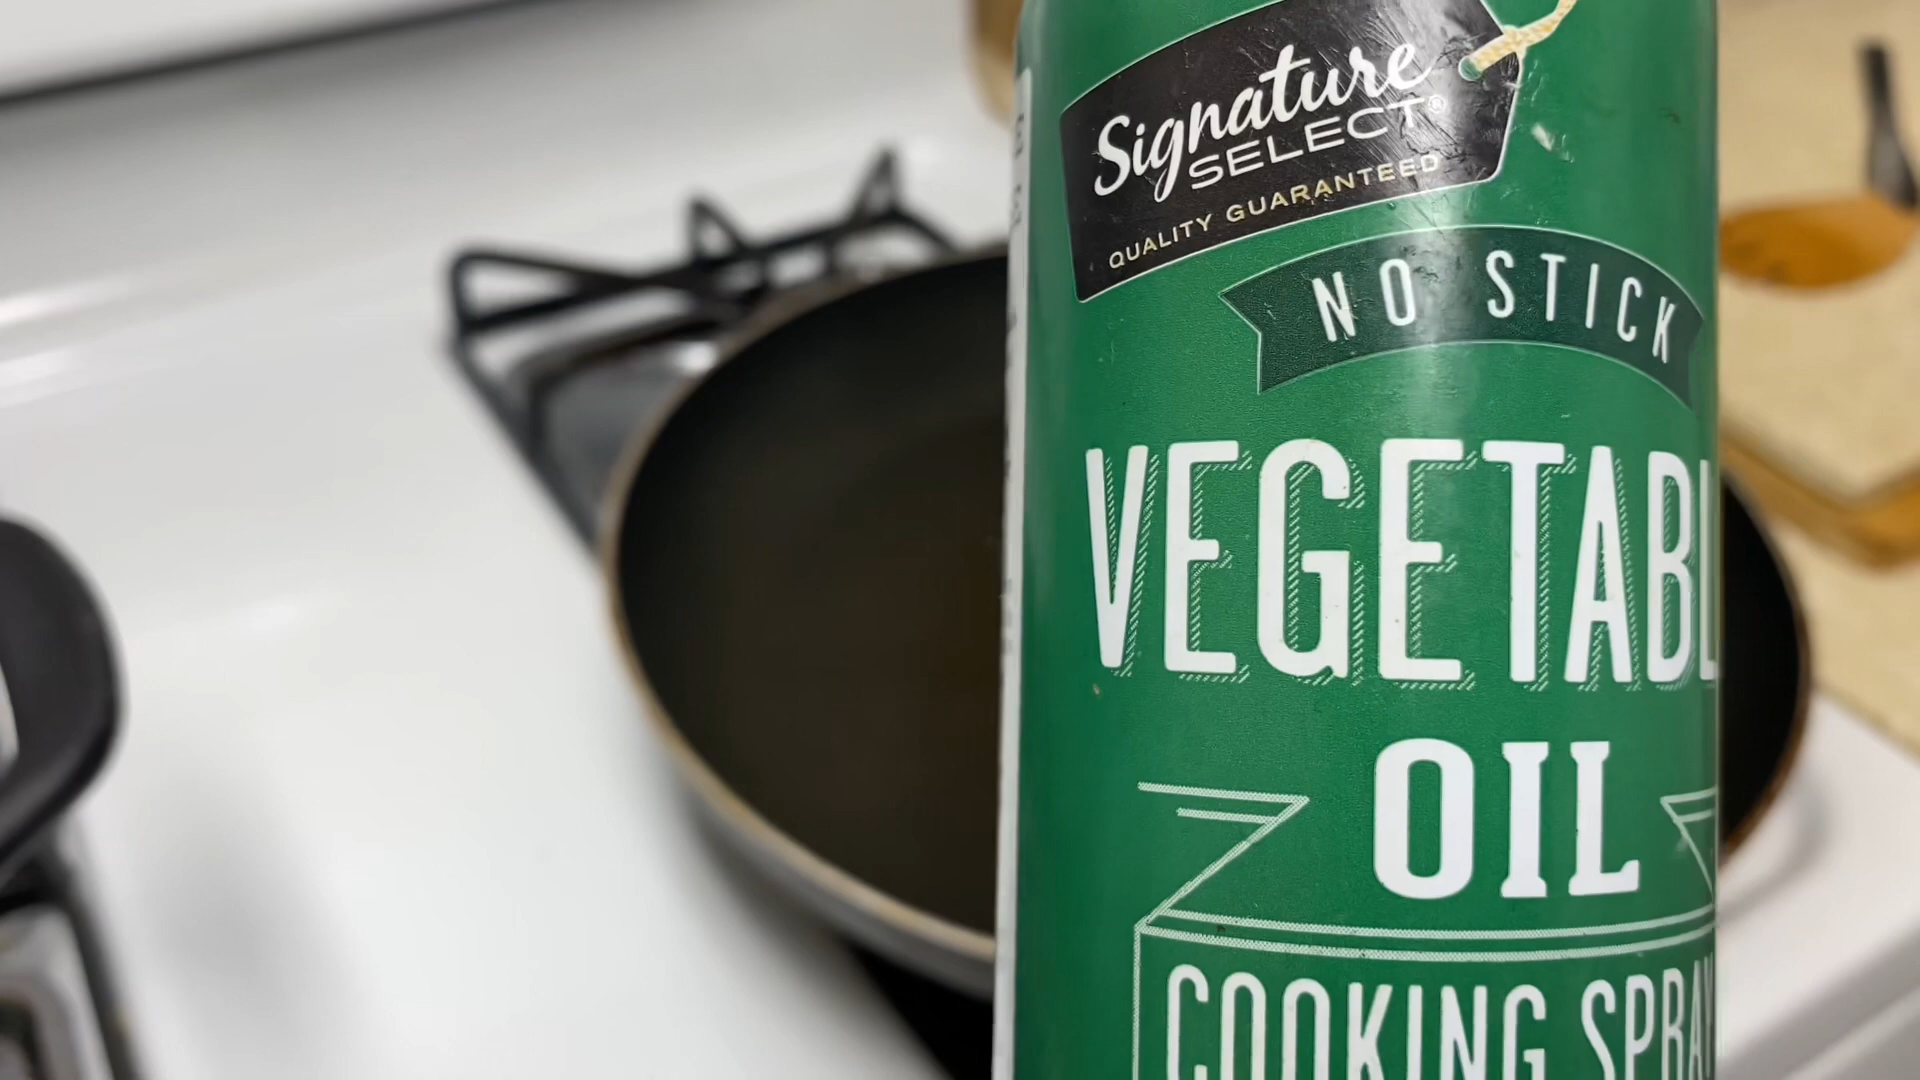 Signature
SELECT®
QUALITY GUARANTEED
NO STICK
VEGETABL
OIL
COOKING SPRAY